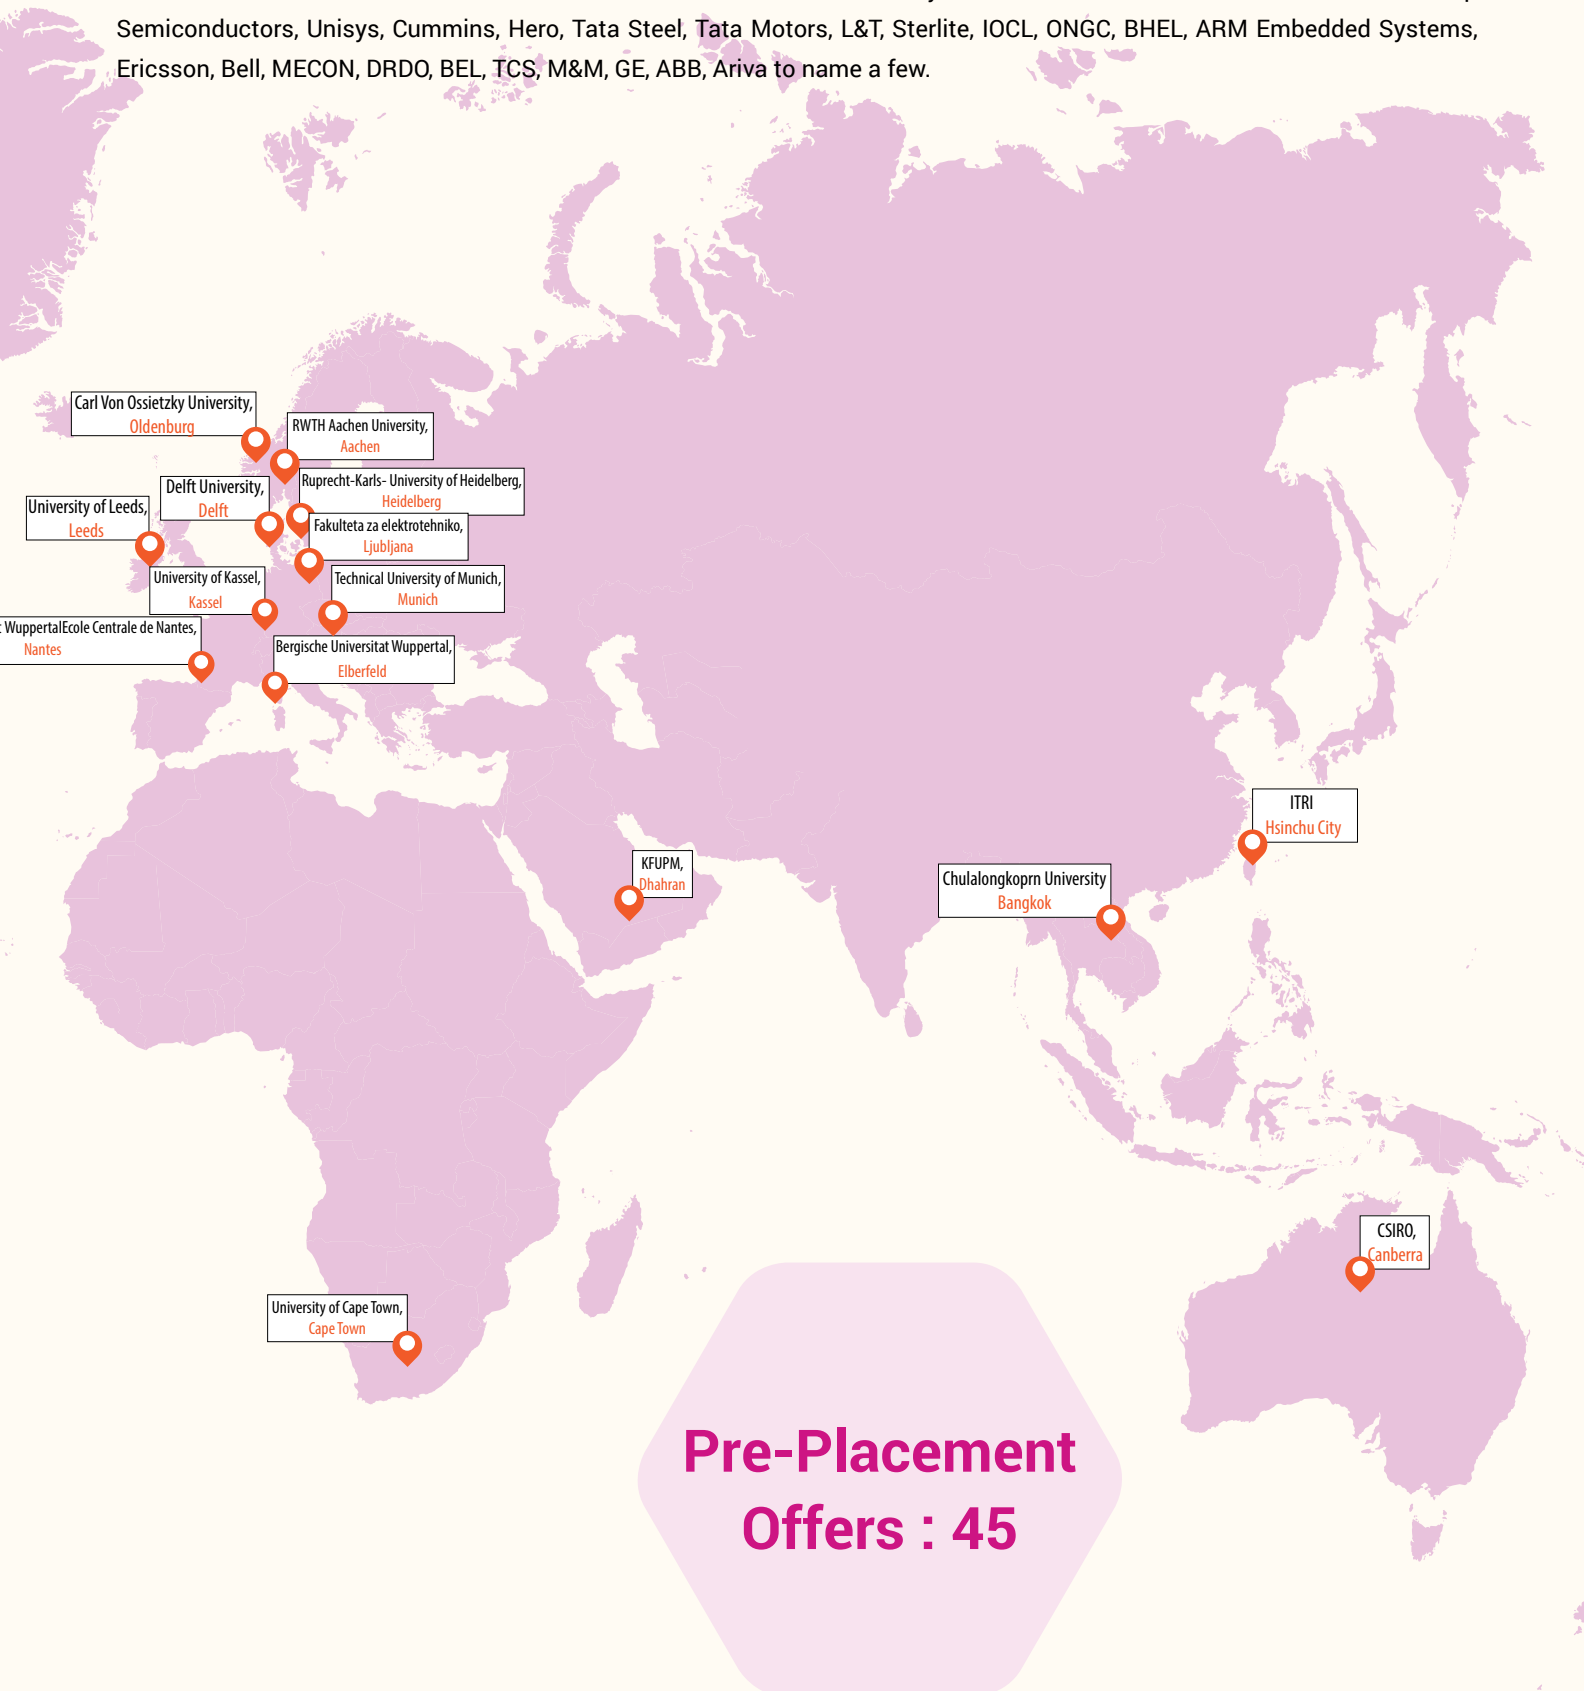 Semiconductors, Unisys, Cummins, Hero, Tata Steel, Tata Motors, L&T, Sterlite, IOCL, ONGC, BHEL, ARM Embedded Systems,
Ericsson, Bell, MECON, DRDO, BEL, TCS, M&M, GE, ABB, Ariva to name a few.
Carl Von Ossietzky University,
Oldenburg
RWTH Aachen University,
Aachen
Ruprecht-Karls- University of Heidelberg,
Heidelberg
Delft University,
Delft
University of Leeds,
Leeds
Fakulteta za elektrotehniko,
Ljubljana
University of Kassel,
Kassel
Technical University of Munich,
Munich
WuppertalEcole Centrale de Nantes,
Nantes
Bergische Universitat Wuppertal,
Elberfeld
ITRI
Hsinchu City
KFUPM,
Dhahran
Chulalongkoprn University
Bangkok
CSIRO,
Canberra
University of Cape Town,
Cape Town
Pre-Placement
Offers : 45